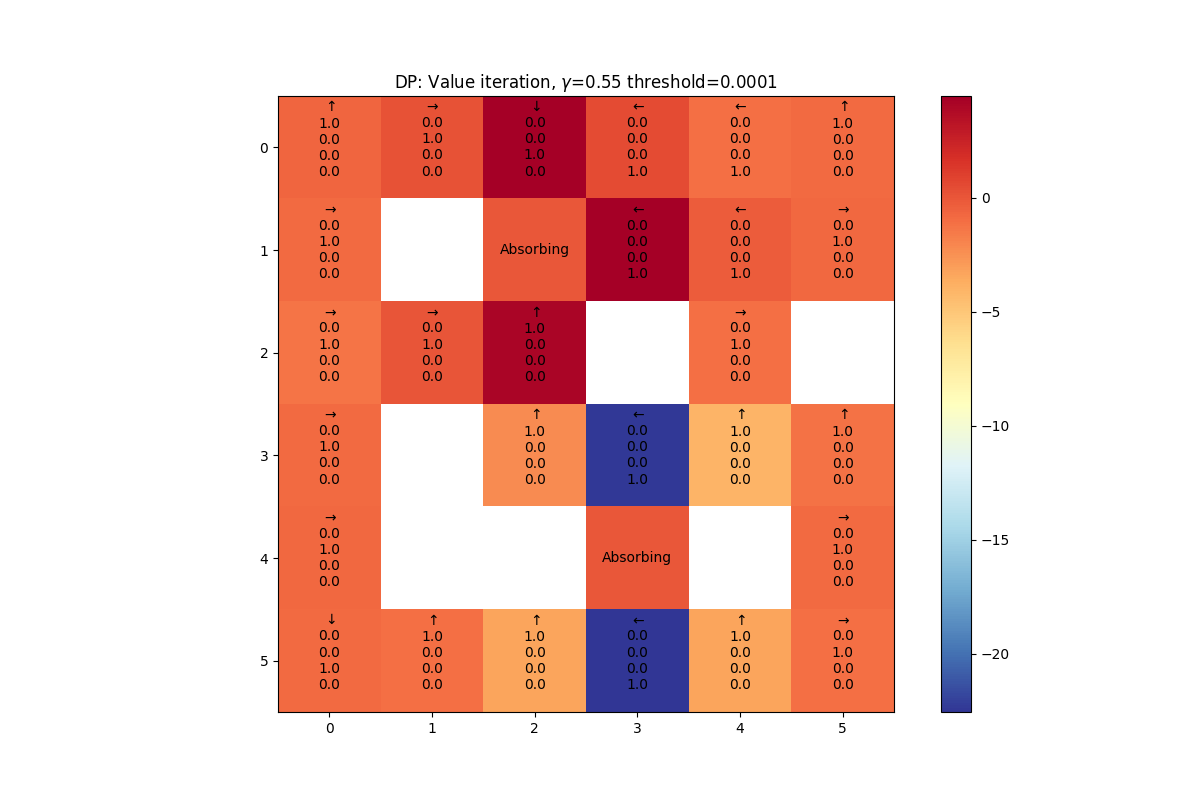 DP: Value iteration, γ=0.55 threshold=0.0001
↑ → ↓ ← ← ↑
1.0 0.0 0.0 0.0 0.0 1.0
0.0 1.0 0.0 0.0 0.0 0.0
0 0.0 0.0 1.0 0.0 0.0 0.0
0.0 0.0 0.0 1.0 1.0 0.0
→ ← ← →
0.0 0.0 0.0 0.0
1.0 0.0 0.0 1.0
1 Absorbing
0.0 0.0 0.0 0.0
0.0 1.0 1.0 0.0
→ → ↑ →
0.0 0.0 1.0 0.0
1.0 1.0 0.0 1.0
2 0.0 0.0 0.0 0.0
0.0 0.0 0.0 0.0
→ ↑ ← ↑ ↑
0.0 1.0 0.0 1.0 1.0
1.0 0.0 0.0 0.0 0.0
3 0.0 0.0 0.0 0.0 0.0
0.0 0.0 1.0 0.0 0.0
→ →
0.0 0.0
1.0 1.0
4 Absorbing
0.0 0.0
0.0 0.0
↓ ↑ ↑ ← ↑ →
0.0 1.0 1.0 0.0 1.0 0.0
0.0 0.0 0.0 0.0 0.0 1.0
5 1.0 0.0 0.0 0.0 0.0 0.0
0.0 0.0 0.0 1.0 0.0 0.0
0 1 2 3 4 5
0
−5
−10
−15
−20